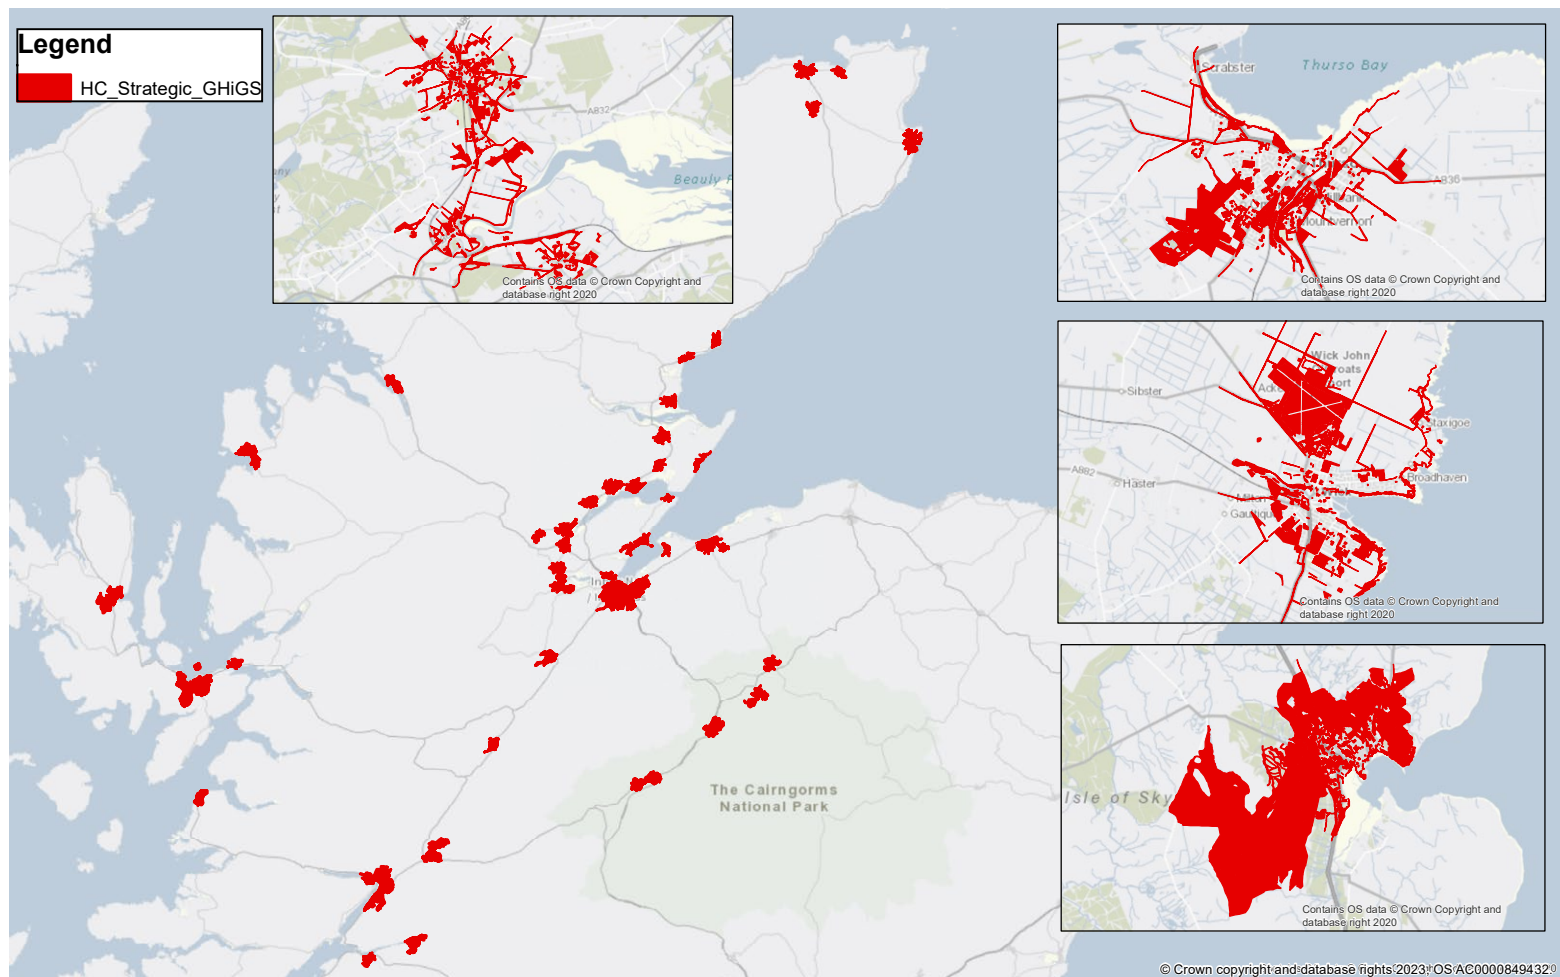 Legend
HC_Strategic_GHiGS
A832
Beauly F
Contains OS data © Crown Copyright and
database right 2020
Scrabster
Thurso Bay
A836
Mountvernon
Contains OS data © Crown Copyright and
database right 2020
Wick John
Sibster
A882
Haster
Broadhaven
Contains OS data © Crown Copyright and
database right 2020
Isle of Sky
Contains OS data © Crown Copyright and
database right 2020
The Cairngorms
National Park
© Crown copyright and database rights 2023, OS AC0000849432